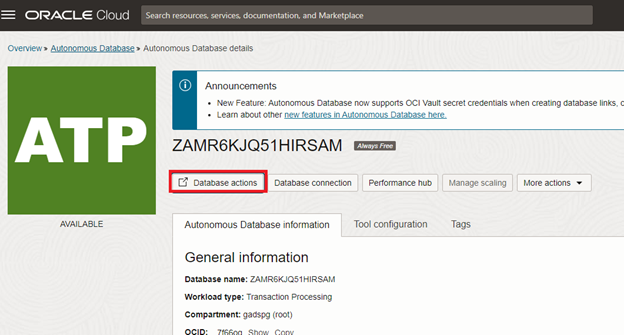 ORACLE Cloud
Search resources, services, documentation, and Marketplace
Overview » Autonomous Database » Autonomous Database details
ATP
AVAILABLE
Announcements
• New Feature: Autonomous Database now supports OCI Vault secret credentials when creating database links, c
• Learn about other new features in Autonomous Database here.
ZAMR6KJQ51HIRSAM Always Free
Database actions Database connection Performance hub Manage scaling More actions
Autonomous Database information Tool configuration Tags
General information
Database name: ZAMR6KJQ51HIRSAM
Workload type: Transaction Processing
Compartment: gadspg (root)
OCID: ...7f66oq Show Copy